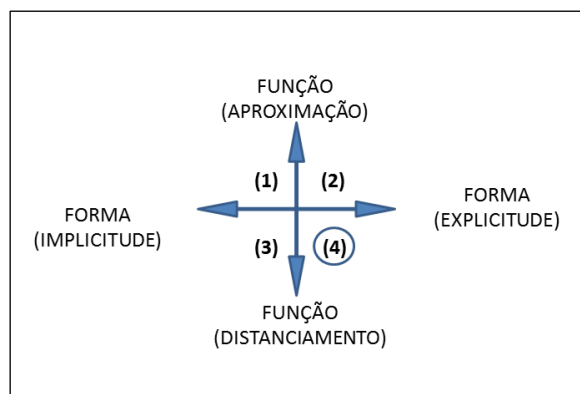 FUNÇÃO
(APROXIMAÇÃO)
(1) (2)
FORMA
(IMPLICITUDE)
FORMA
(EXPLICITUDE)
(3) (4)
FUNÇÃO
(DISTANCIAMENTO)